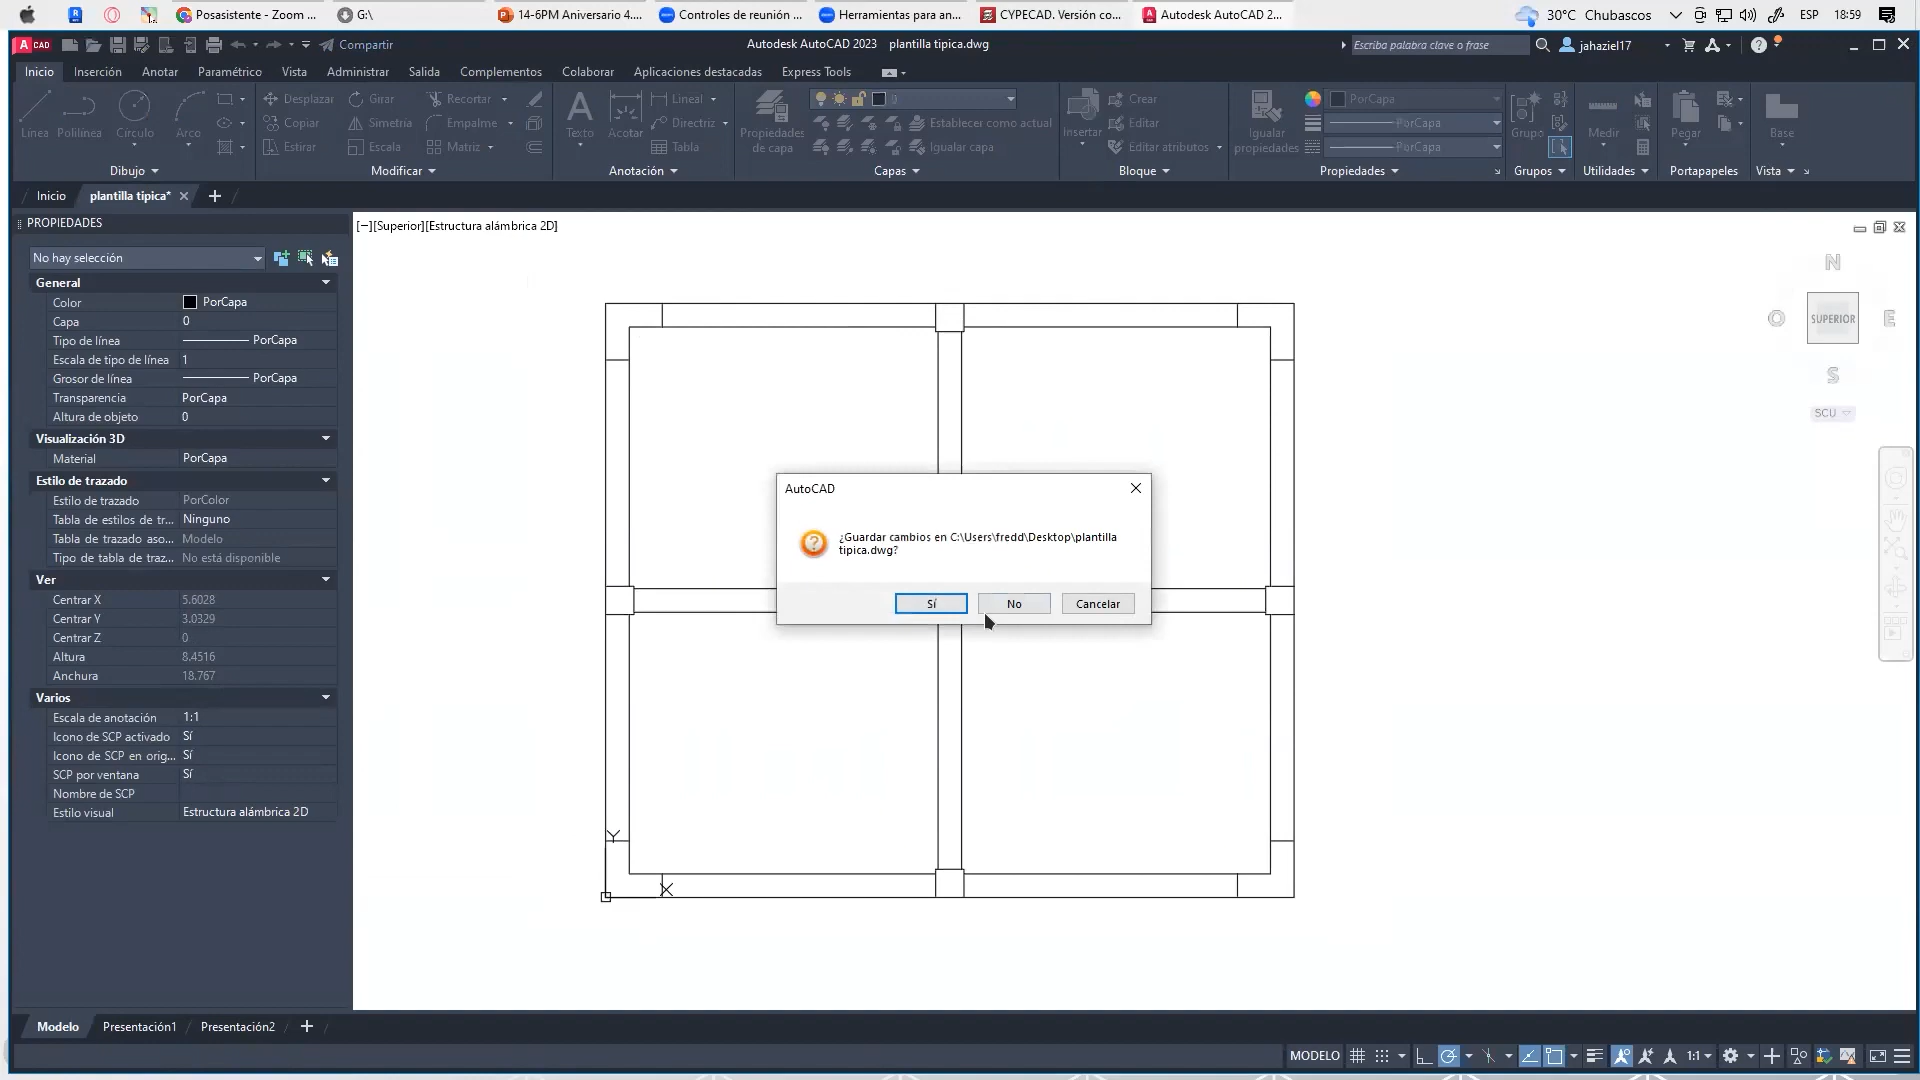 Posasistente - Zoom ...
G:\
14-6PM Aniversario 4....
Controles de reunión ...
Herramientas para an...
CYPECAD. Versión co...
Autodesk AutoCAD 2...
30°C Chubascos
ESP
18:59
A CAD
Compartir
Autodesk AutoCAD 2023 plantilla tipica.dwg
Escriba palabra clave o frase
jahaziel17
Inicio
Inserción
Anotar
Paramétrico
Vista
Administrar
Salida
Complementos
Colaborar
Aplicaciones destacadas
Express Tools
Línea
Polilínea
Círculo
Arco
Dibujo
Desplazar
Girar
Recortar
Copiar
Simetría
Empalme
Estirar
Escala
Matriz
Modificar
Texto
Acotar
Lineal
Directriz
Tabla
Anotación
Propiedades de capa
0
Establecer como actual
Igualar capa
Capas
Insertar
Crear
Editar
Editar atributos
Bloque
Igualar propiedades
PorCapa
PorCapa
PorCapa
Propiedades
Grupo
Grupos
Medir
Utilidades
Pegar
Portapapeles
Base
Vista
Inicio
plantilla tipica*
PROPIEDADES
No hay selección
General
Color PorCapa
Capa 0
Tipo de línea PorCapa
Escala de tipo de línea 1
Grosor de línea PorCapa
Transparencia PorCapa
Altura de objeto 0
Visualización 3D
Material PorCapa
Estilo de trazado
Estilo de trazado PorColor
Tabla de estilos de tr... Ninguno
Tabla de trazado aso... Modelo
Tipo de tabla de traz... No está disponible
Ver
Centrar X 5.6028
Centrar Y 3.0329
Centrar Z 0
Altura 8.4516
Anchura 18.767
Varios
Escala de anotación 1:1
Icono de SCP activado Sí
Icono de SCP en orig... Sí
SCP por ventana Sí
Nombre de SCP
Estilo visual Estructura alámbrica 2D
[−][Superior][Estructura alámbrica 2D]
N
O
SUPERIOR
E
S
SCU
AutoCAD
¿Guardar cambios en C:\Users\fredd\Desktop\plantilla
tipica.dwg?
Sí
No
Cancelar
Y
X
Modelo
Presentación1
Presentación2
MODELO
1:1